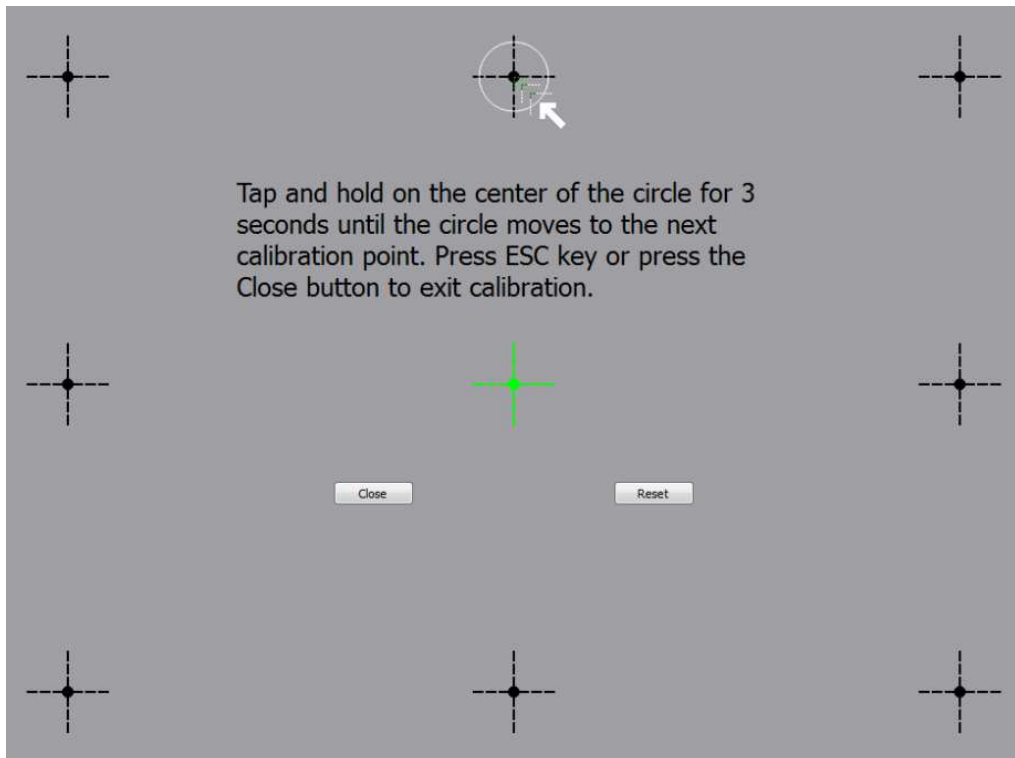 Tap and hold on the center of the circle for 3
seconds until the circle moves to the next
calibration point. Press ESC key or press the
Close button to exit calibration.
Close
Reset